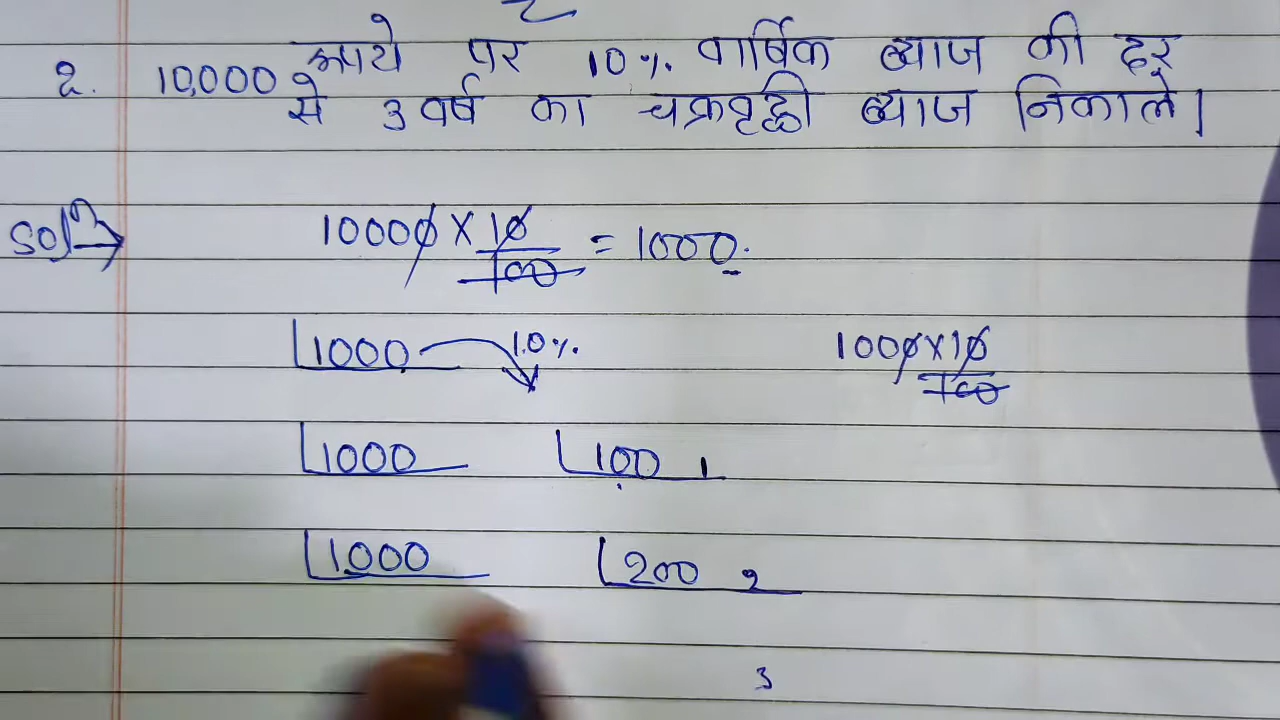 2. 10,000 रुपये पर 10%. वार्षिक ब्याज की दर
से 3 वर्ष का चक्रवृद्धी ब्याज निकाले।
Solⁿ→ 10000 × 10/100 = 1000.
1000 10%. 1000×10/100
1000 100 1
1000 200 2
3